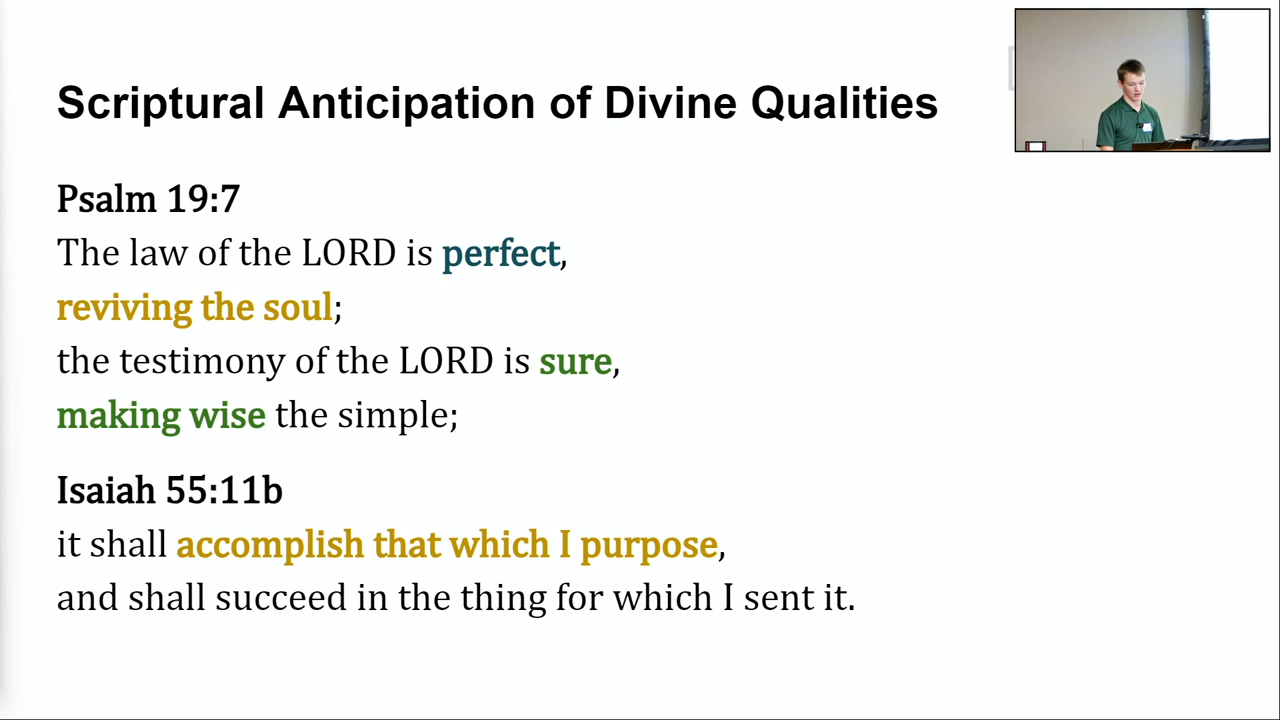 Scriptural Anticipation of Divine Qualities
Psalm 19:7
The law of the LORD is perfect,
reviving the soul;
the testimony of the LORD is sure,
making wise the simple;
Isaiah 55:11b
it shall accomplish that which I purpose,
and shall succeed in the thing for which I sent it.